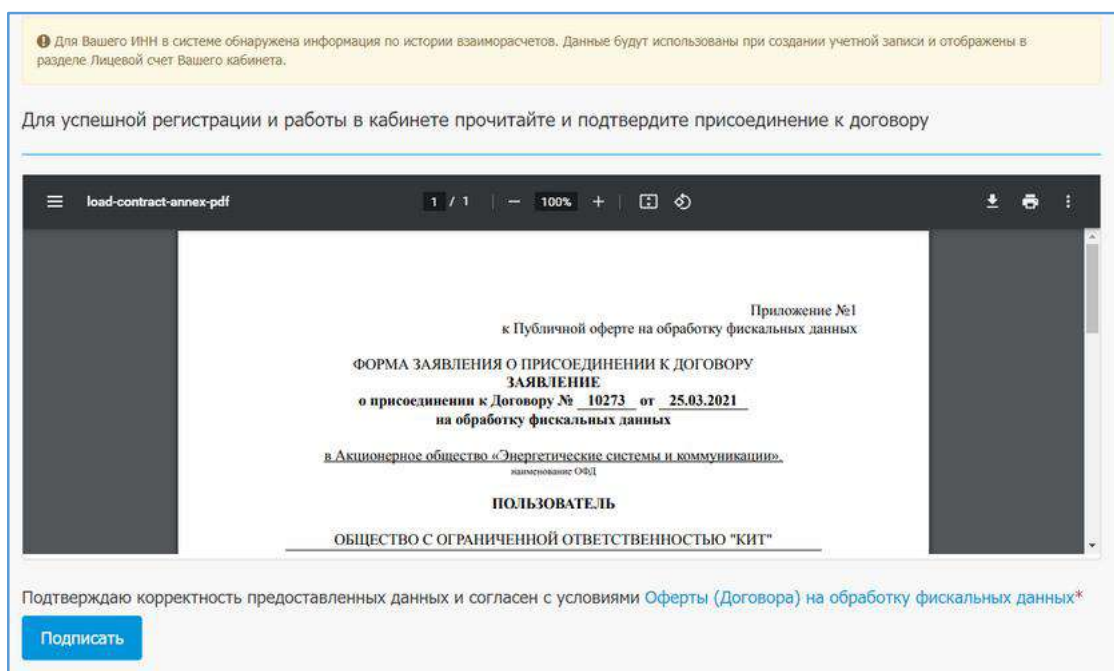 Для Вашего ИНН в системе обнаружена информация по истории взаиморасчетов. Данные будут использованы при создании учетной записи и отображены в
разделе Лицевой счет Вашего кабинета.
Для успешной регистрации и работы в кабинете прочитайте и подтвердите присоединение к договору
load-contract-annex-pdf 1 / 1 | − 100% + |
Приложение №1
к Публичной оферте на обработку фискальных данных
ФОРМА ЗАЯВЛЕНИЯ О ПРИСОЕДИНЕНИИ К ДОГОВОРУ
ЗАЯВЛЕНИЕ
о присоединении к Договору № 10273 от 25.03.2021
на обработку фискальных данных
в Акционерное общество «Энергетические системы и коммуникации».
наименование ОФД
ПОЛЬЗОВАТЕЛЬ
ОБЩЕСТВО С ОГРАНИЧЕННОЙ ОТВЕТСТВЕННОСТЬЮ "КИТ"
Подтверждаю корректность предоставленных данных и согласен с условиями Оферты (Договора) на обработку фискальных данных*
Подписать